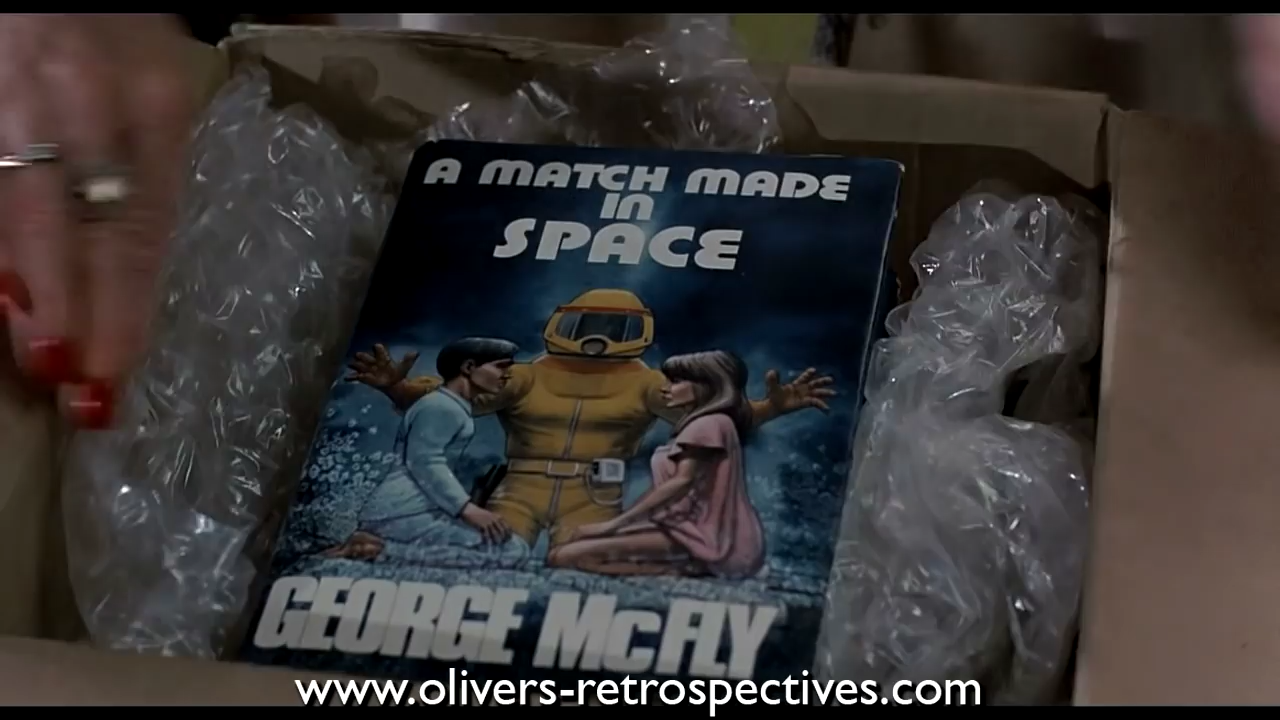 A MATCH MADE
IN
SPACE
GEORGE McFLY
www.olivers-retrospectives.com